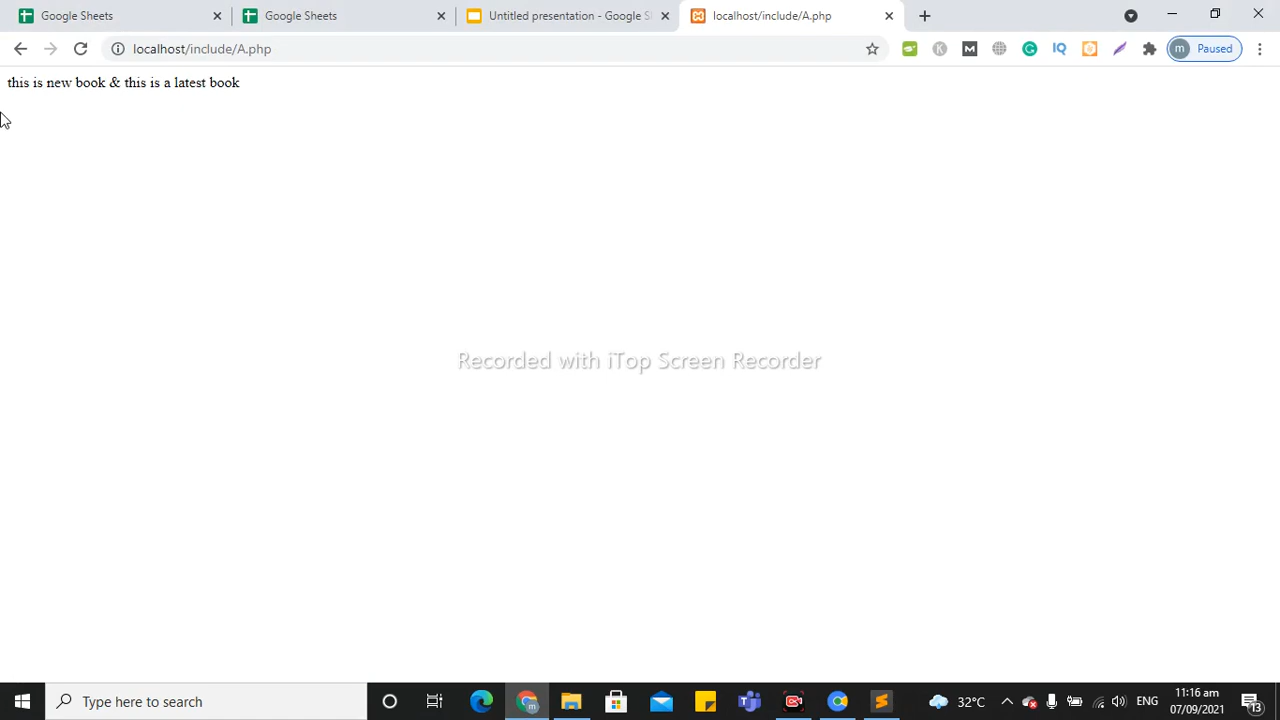 Google Sheets
Google Sheets
Untitled presentation - Google S
localhost/include/A.php
localhost/include/A.php
M
IQ
m
Paused
this is new book & this is a latest book
Recorded with iTop Screen Recorder
Type here to search
32°C
ENG
11:16 am
07/09/2021
13